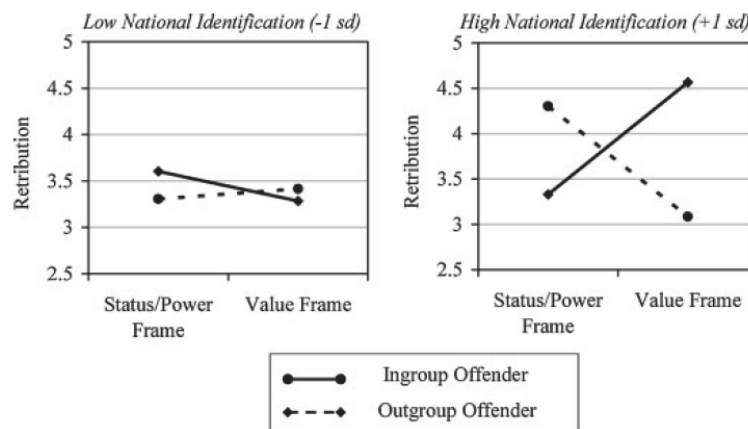 Low National Identification (-1 sd)
High National Identification (+1 sd)
5
4.5
4
3.5
3
2.5
Retribution
Status/Power
Frame
Value Frame
5
4.5
4
3.5
3
2.5
Retribution
Status/Power
Frame
Value Frame
Ingroup Offender
Outgroup Offender